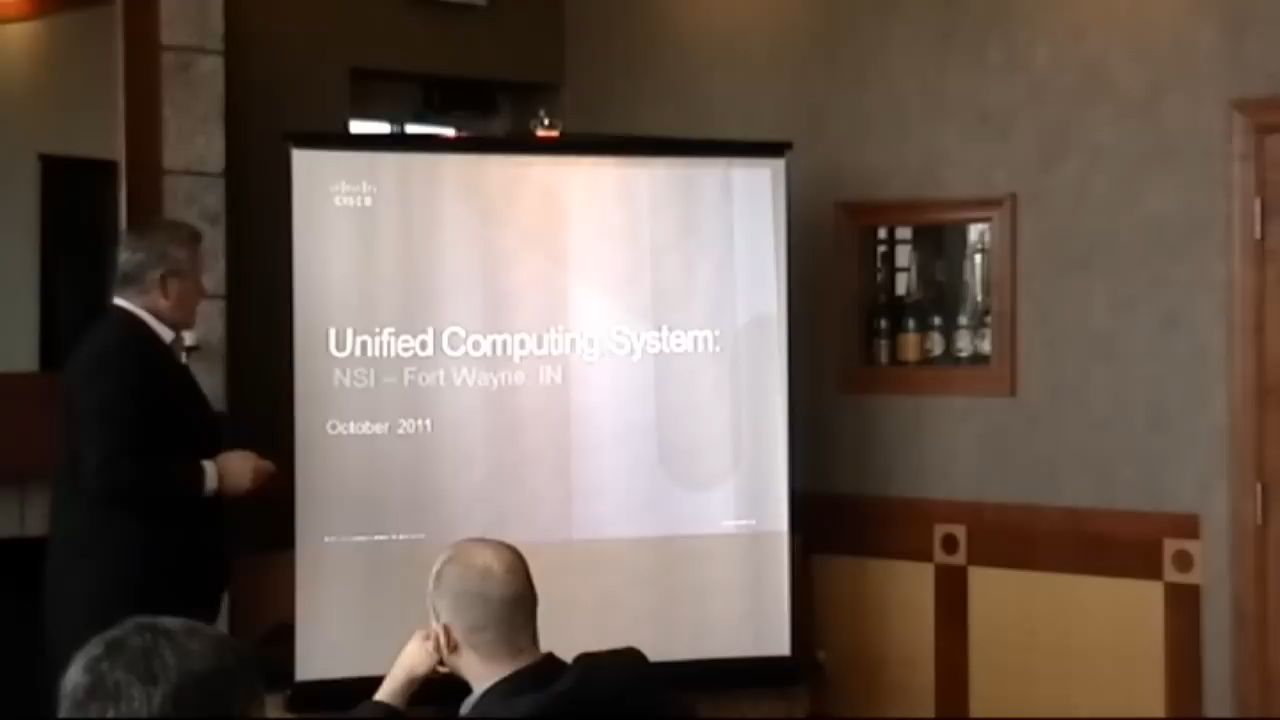 CISCO
Unified Computing System:
NSI – Fort Wayne, IN
October 2011